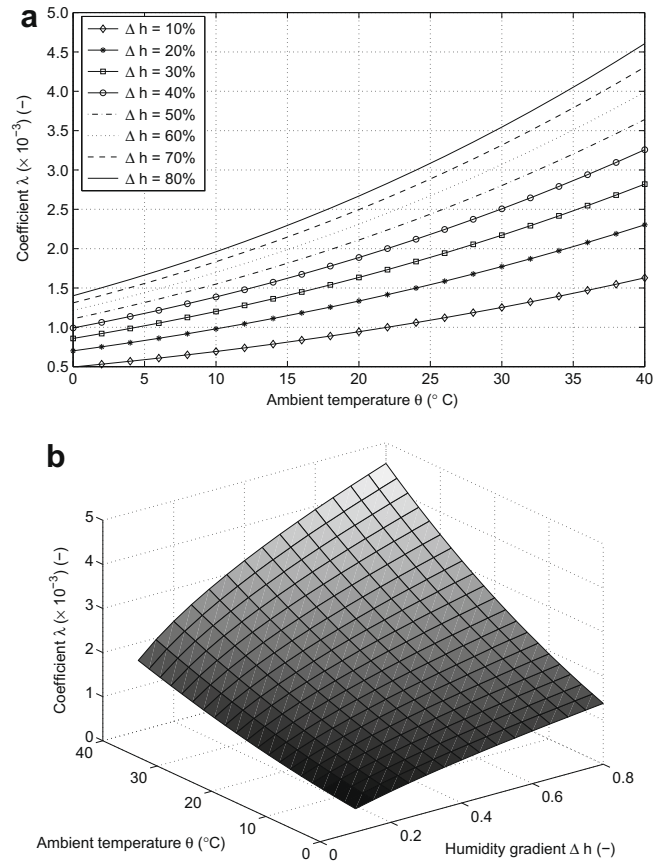 a
5.0
4.5
4.0
3.5
3.0
2.5
2.0
1.5
1.0
0.5
Coefficient λ (× 10⁻³) (−)
Δ h = 10%
Δ h = 20%
Δ h = 30%
Δ h = 40%
Δ h = 50%
Δ h = 60%
Δ h = 70%
Δ h = 80%
0 5 10 15 20 25 30 35 40
Ambient temperature θ (° C)
b
5
4
3
2
1
0
Coefficient λ (× 10⁻³) (−)
40
30
20
10
0
Ambient temperature θ (°C)
0
0.2
0.4
0.6
0.8
Humidity gradient Δ h (−)